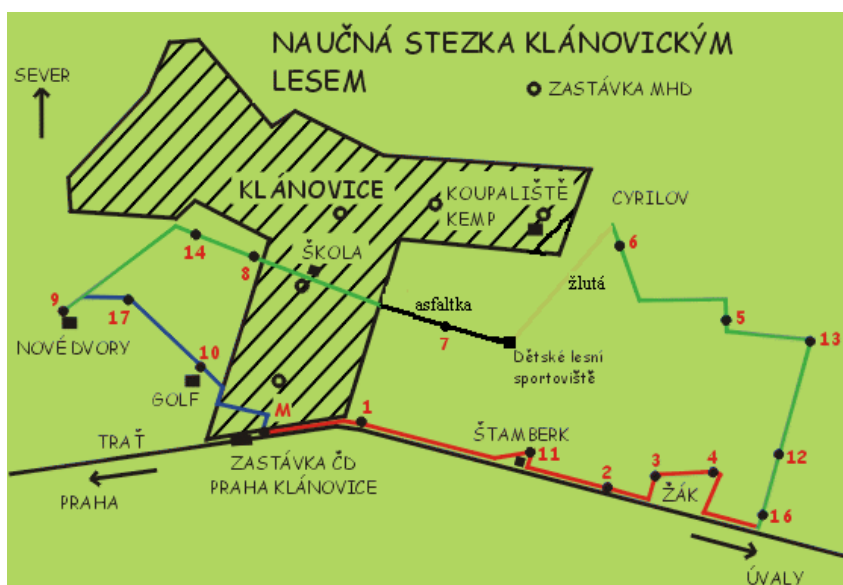 NAUČNÁ STEZKA KLÁNOVICKÝM
LESEM
SEVER
ZASTÁVKA MHD
KLÁNOVICE
KOUPALIŠTĚ
KEMP
CYRILOV
6
14
8
ŠKOLA
9
17
asfaltka
žlutá
5
7
13
NOVÉ DVORY
10
Dětské lesní
sportoviště
GOLF
M
1
TRAŤ
ŠTAMBERK
11
ZASTÁVKA ČD
PRAHA KLÁNOVICE
2
3
4
12
ŽÁK
PRAHA
16
ÚVALY